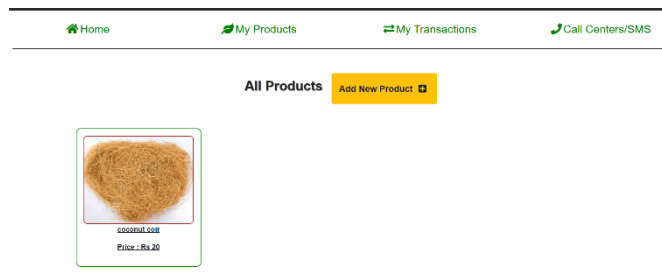 Home My Products My Transactions Call Centers/SMS
All Products Add New Product
coconut coir
Price : Rs 20